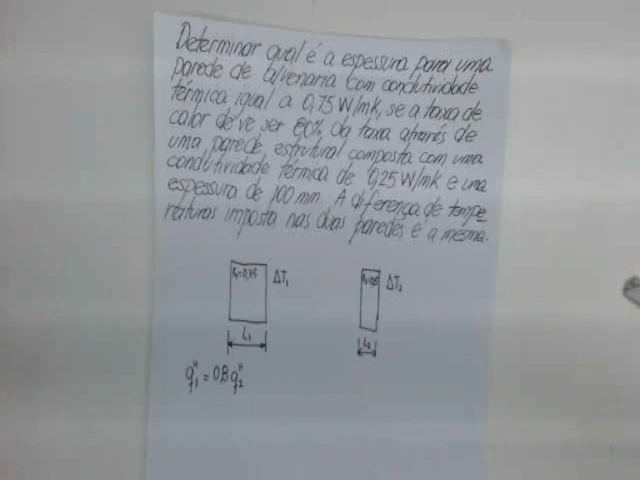 Determinar qual é a espessura para uma
parede de alvenaria com condutividade
térmica igual a 0,75 W/mK, se a taxa de
calor deve ser 80% da taxa através de
uma parede estrutural composta com uma
condutividade térmica de 0,25 W/mK e uma
espessura de 100 mm. A diferença de tempe
raturas imposta nas duas paredes é a mesma.
K₁=0,75 ΔT₁ ΔT₂
L₁ L₂
q₁" = 0,8 q₂"